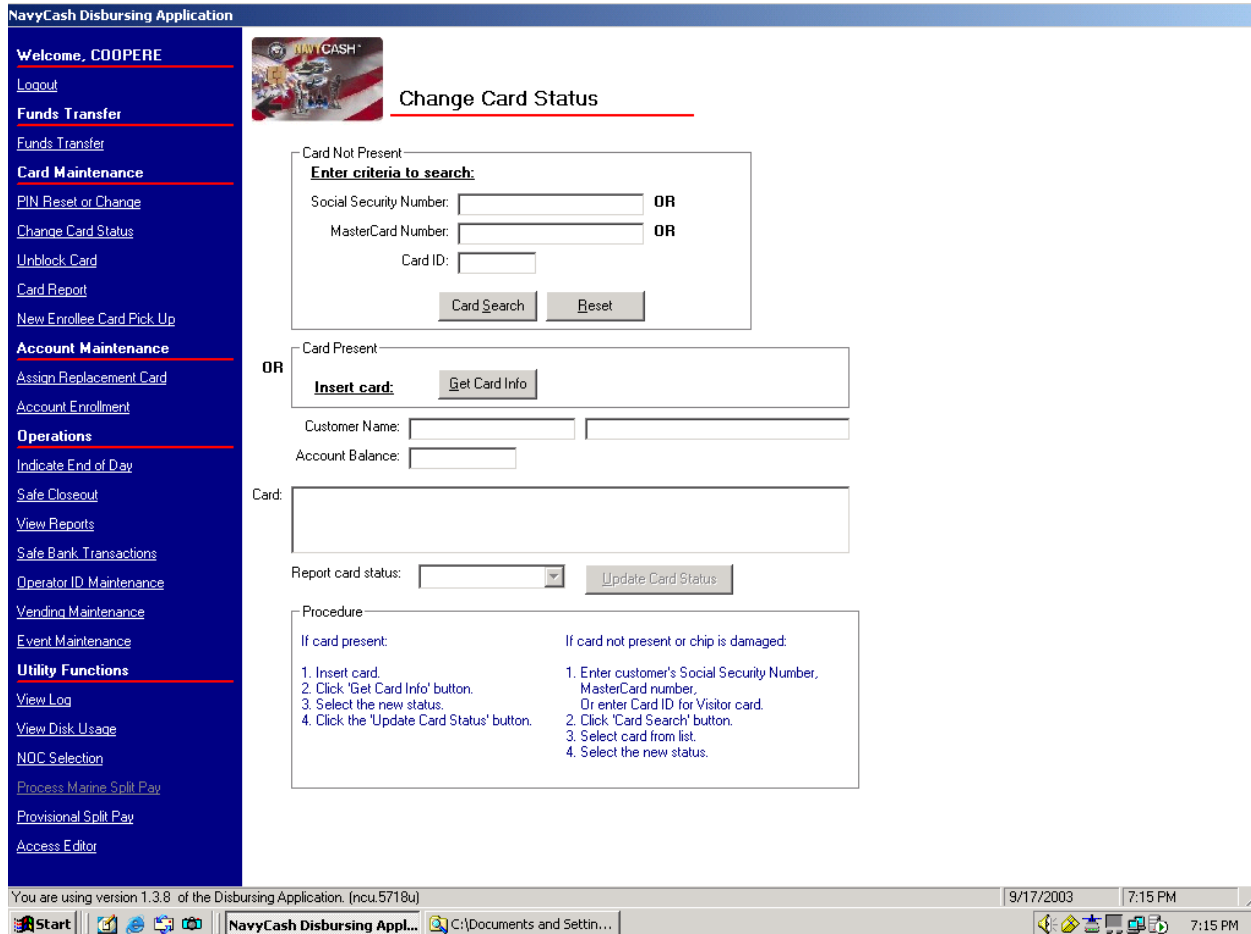 NavyCash Disbursing Application
Welcome, COOPERE
Logout
Funds Transfer
Funds Transfer
Card Maintenance
PIN Reset or Change
Change Card Status
Unblock Card
Card Report
New Enrollee Card Pick Up
Account Maintenance
Assign Replacement Card
Account Enrollment
Operations
Indicate End of Day
Safe Closeout
View Reports
Safe Bank Transactions
Operator ID Maintenance
Vending Maintenance
Event Maintenance
Utility Functions
View Log
View Disk Usage
NOC Selection
Process Marine Split Pay
Provisional Split Pay
Access Editor
NAVYCASH
Change Card Status
Card Not Present
Enter criteria to search:
Social Security Number: OR
MasterCard Number: OR
Card ID:
Card Search Reset
OR
Card Present
Insert card: Get Card Info
Customer Name:
Account Balance:
Card:
Report card status: Update Card Status
Procedure
If card present:
1. Insert card.
2. Click 'Get Card Info' button.
3. Select the new status.
4. Click the 'Update Card Status' button.
If card not present or chip is damaged:
1. Enter customer's Social Security Number,
MasterCard number,
Or enter Card ID for Visitor card.
2. Click 'Card Search' button.
3. Select card from list.
4. Select the new status.
You are using version 1.3.8 of the Disbursing Application. (ncu.5718u) 9/17/2003 7:15 PM
Start NavyCash Disbursing Appl... C:\Documents and Settin... 7:15 PM